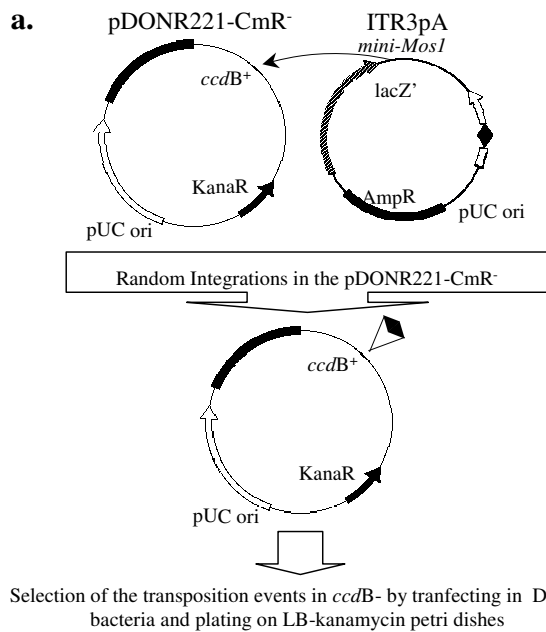 a.
pDONR221-CmR-
ITR3pA
mini-Mos1
ccdB+
lacZ'
KanaR
AmpR
pUC ori
pUC ori
Random Integrations in the pDONR221-CmR-
ccdB+
KanaR
pUC ori
Selection of the transposition events in ccdB- by tranfecting in D
bacteria and plating on LB-kanamycin petri dishes